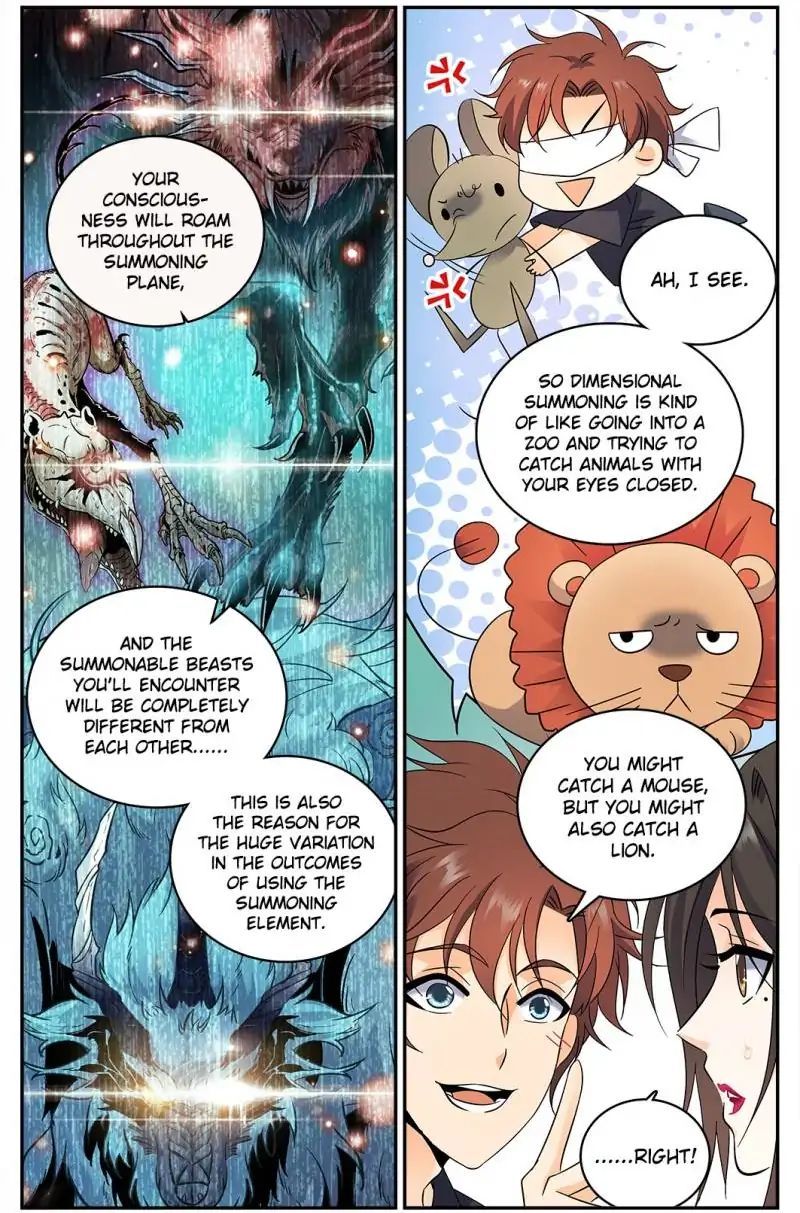 YOUR
CONSCIOUS-
NESS WILL ROAM
THROUGHOUT THE
SUMMONING
PLANE,
AND THE
SUMMONABLE BEASTS
YOU'LL ENCOUNTER
WILL BE COMPLETELY
DIFFERENT FROM
EACH OTHER......
THIS IS ALSO
THE REASON FOR
THE HUGE VARIATION
IN THE OUTCOMES
OF USING THE
SUMMONING
ELEMENT.
AH, I SEE.
SO DIMENSIONAL
SUMMONING IS KIND
OF LIKE GOING INTO A
ZOO AND TRYING TO
CATCH ANIMALS WITH
YOUR EYES CLOSED.
YOU MIGHT
CATCH A MOUSE,
BUT YOU MIGHT
ALSO CATCH A
LION.
......RIGHT!